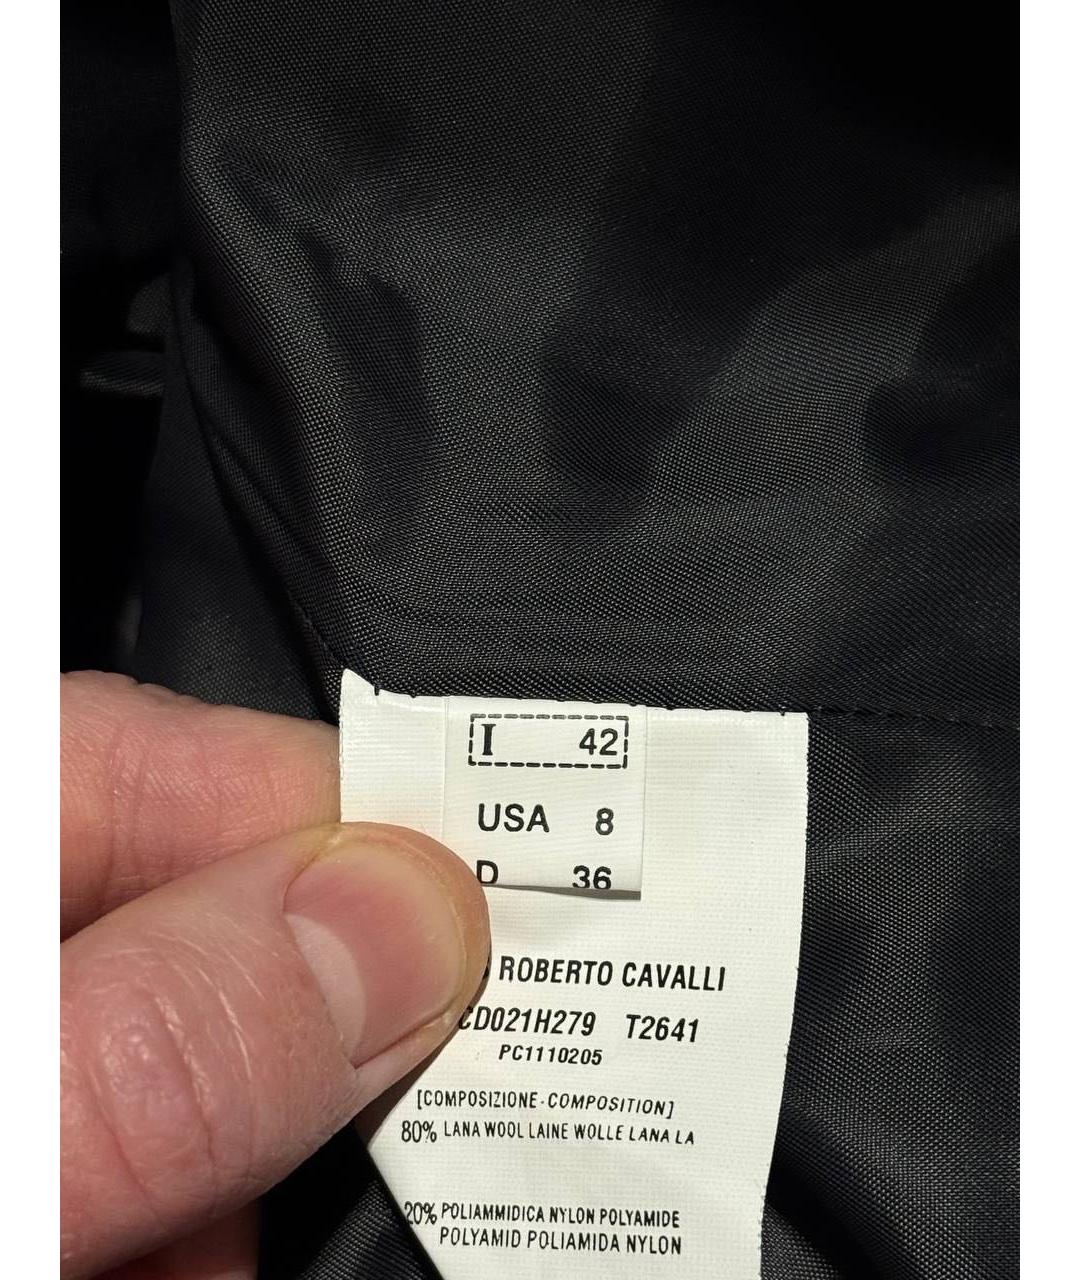 I 42
USA 8
D 36
ROBERTO CAVALLI
CD021H279 T2641
PC1110205
[COMPOSIZIONE-COMPOSITION]
80% LANA WOOL LAINE WOLLE LANA LA
20% POLIAMMIDICA NYLON POLYAMIDE
POLYAMID POLIAMIDA NYLON